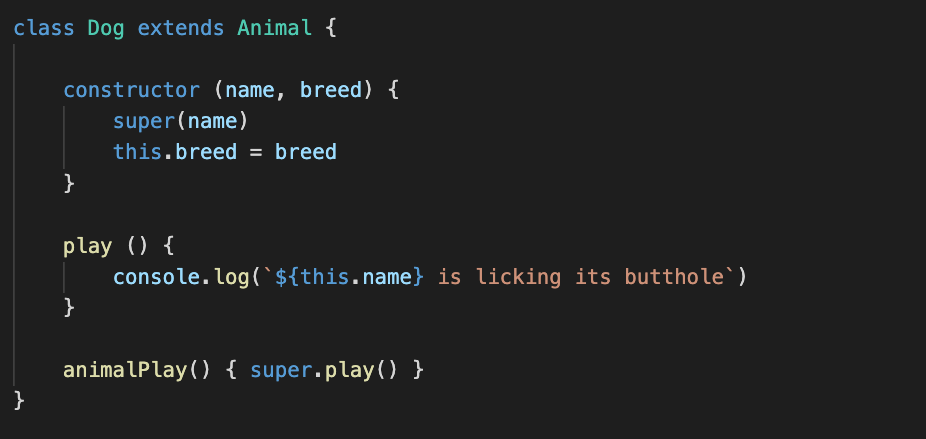 class Dog extends Animal {
constructor (name, breed) {
super(name)
this.breed = breed
}
play () {
console.log(`${this.name} is licking its butthole`)
}
animalPlay() { super.play() }
}